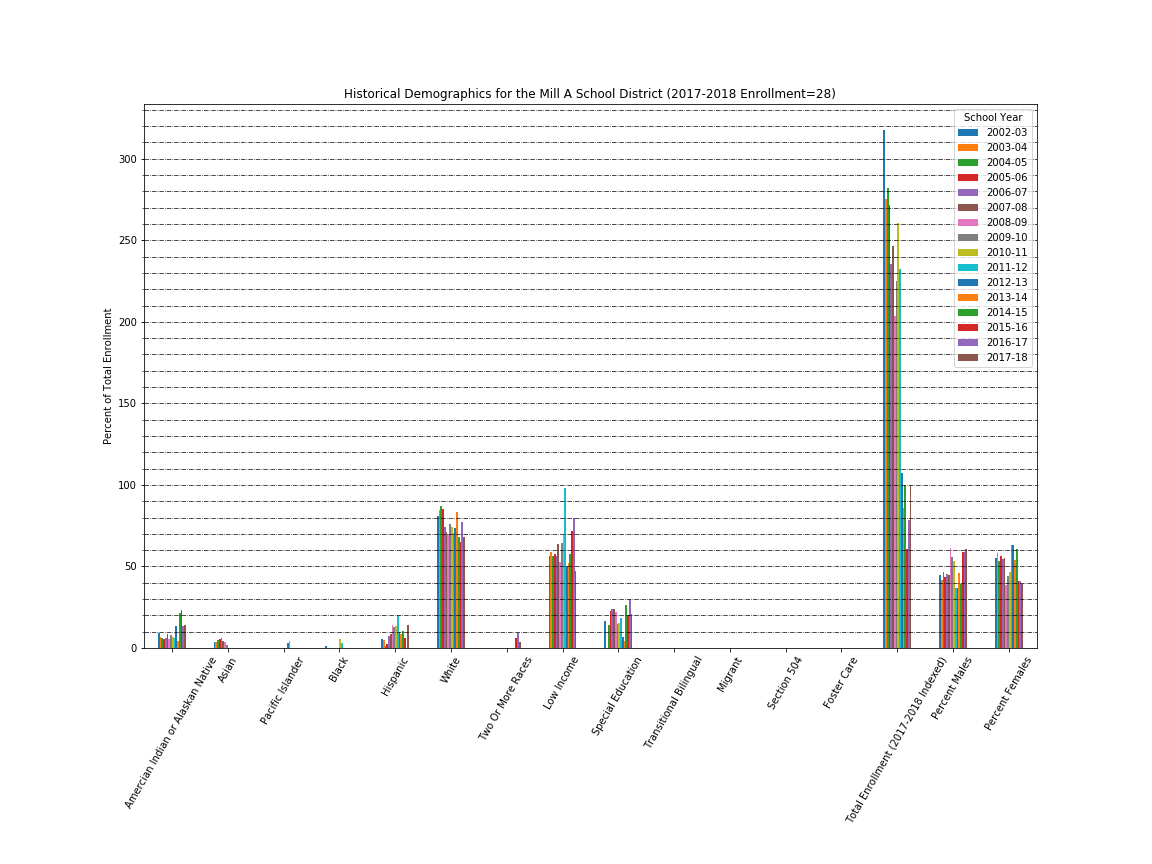 Historical Demographics for the Mill A School District (2017-2018 Enrollment=28)
Percent of Total Enrollment
300
250
200
150
100
50
0
School Year
2002-03
2003-04
2004-05
2005-06
2006-07
2007-08
2008-09
2009-10
2010-11
2011-12
2012-13
2013-14
2014-15
2015-16
2016-17
2017-18
Amercian Indian or Alaskan Native
Asian
Pacific Islander
Black
Hispanic
White
Two Or More Races
Low Income
Special Education
Transitional Bilingual
Migrant
Section 504
Foster Care
Total Enrollment (2017-2018 Indexed)
Percent Males
Percent Females